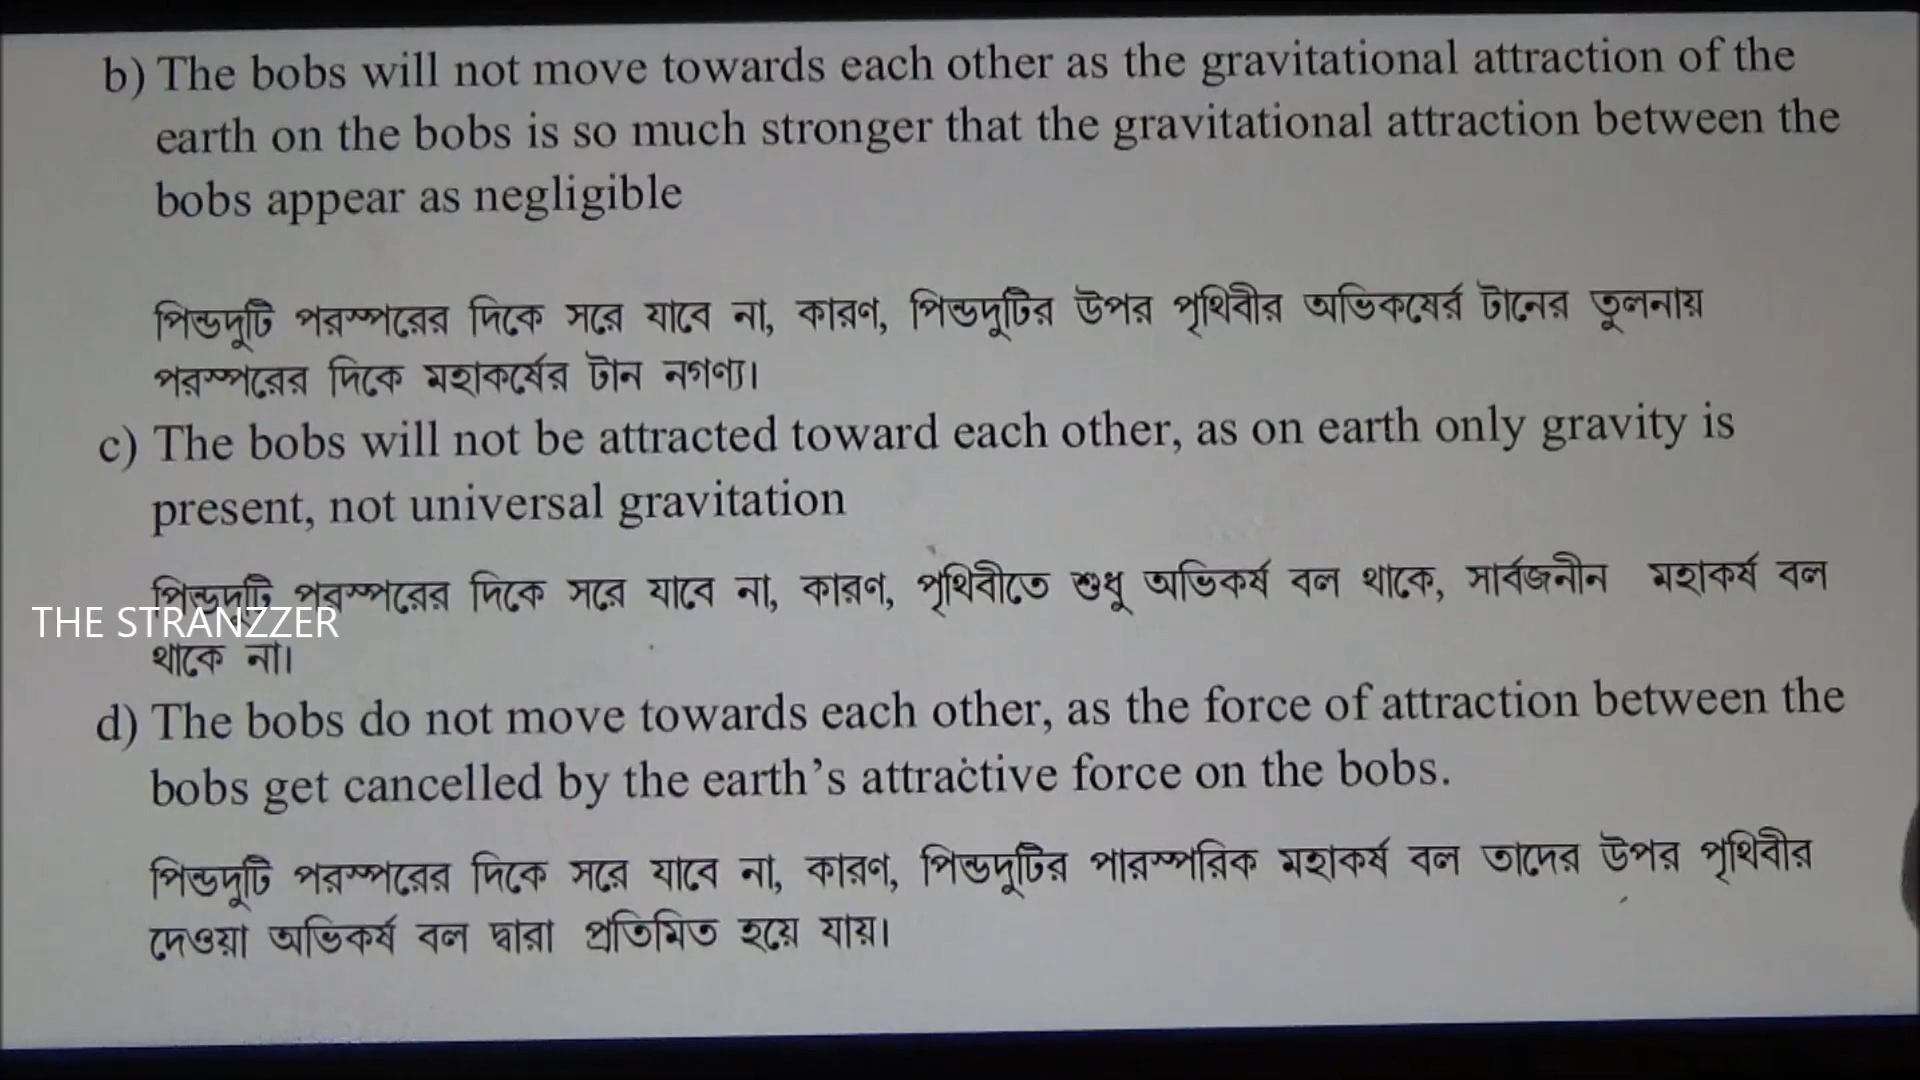 b) The bobs will not move towards each other as the gravitational attraction of the
earth on the bobs is so much stronger that the gravitational attraction between the
bobs appear as negligible
পিন্ডদুটি পরস্পরের দিকে সরে যাবে না, কারণ, পিন্ডদুটির উপর পৃথিবীর অভিকষের্র টানের তুলনায়
পরস্পরের দিকে মহাকর্ষের টান নগণ্য।
c) The bobs will not be attracted toward each other, as on earth only gravity is
present, not universal gravitation
পিন্ডদুটি পরস্পরের দিকে সরে যাবে না, কারণ, পৃথিবীতে শুধু অভিকর্ষ বল থাকে, সার্বজনীন মহাকর্ষ বল
THE STRANZZER
থাকে না।
d) The bobs do not move towards each other, as the force of attraction between the
bobs get cancelled by the earth’s attractive force on the bobs.
পিন্ডদুটি পরস্পরের দিকে সরে যাবে না, কারণ, পিন্ডদুটির পারস্পরিক মহাকর্ষ বল তাদের উপর পৃথিবীর
দেওয়া অভিকর্ষ বল দ্বারা প্রতিমিত হয়ে যায়।